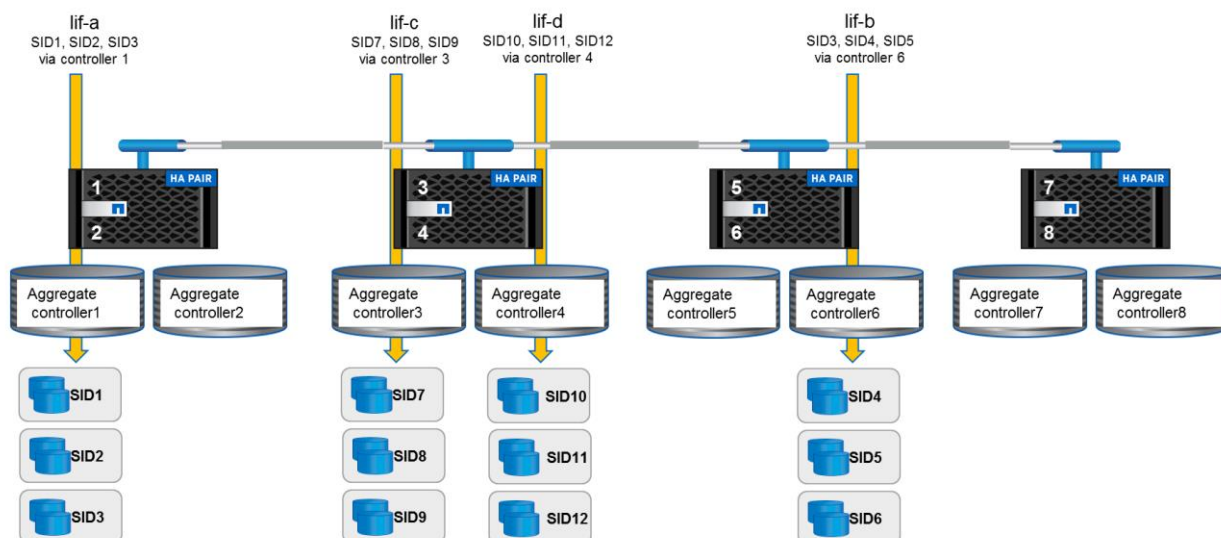 lif-a
SID1, SID2, SID3
via controller 1
lif-c
SID7, SID8, SID9
via controller 3
lif-d
SID10, SID11, SID12
via controller 4
lif-b
SID3, SID4, SID5
via controller 6
1
HA PAIR
2
3
HA PAIR
4
5
HA PAIR
6
7
HA PAIR
8
Aggregate
controller1
Aggregate
controller2
Aggregate
controller3
Aggregate
controller4
Aggregate
controller5
Aggregate
controller6
Aggregate
controller7
Aggregate
controller8
SID1
SID2
SID3
SID7
SID8
SID9
SID10
SID11
SID12
SID4
SID5
SID6